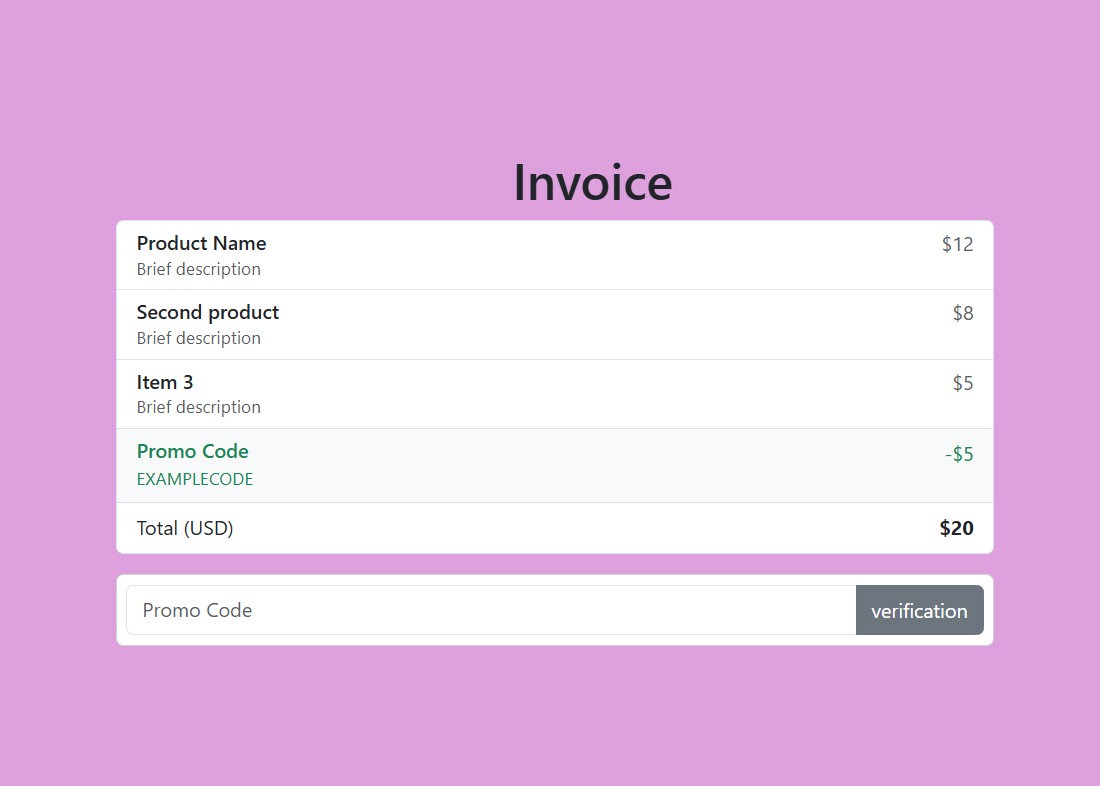 Invoice
Product Name $12
Brief description
Second product $8
Brief description
Item 3 $5
Brief description
Promo Code -$5
EXAMPLECODE
Total (USD) $20
Promo Code verification